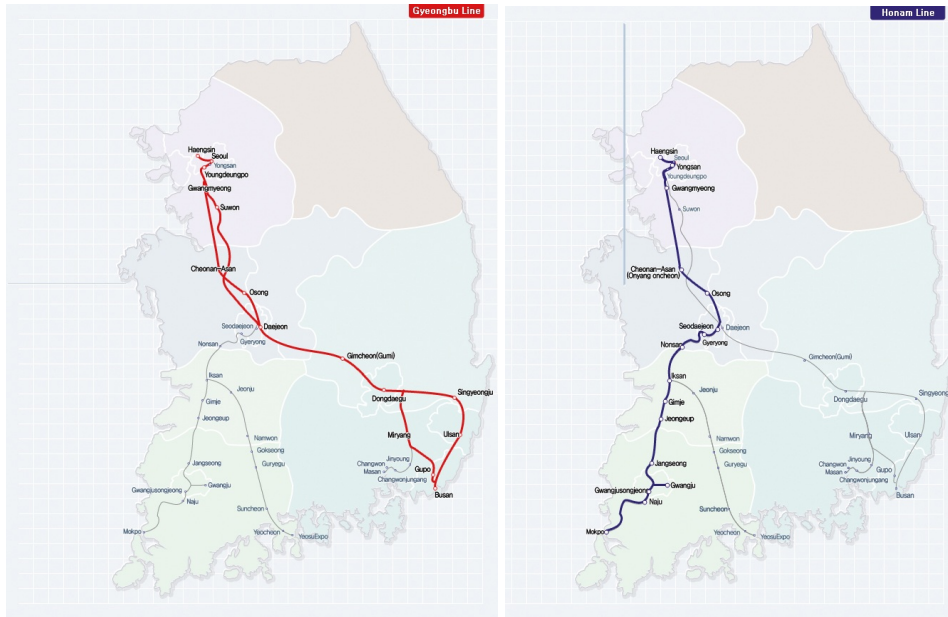 Gyeongbu Line
Haengsin
Seoul
Yongsan
Youngdeungpo
Gwangmyeong
Suwon
Cheonan-Asan
Osong
Seodaejeon
Daejeon
Gyeryong
Nonsan
Gimcheon(Gumi)
Iksan
Jeonju
Dongdaegu
Singyeongju
Gimje
Jeongeup
Namwon
Miryang
Ulsan
Gokseong
Jangseong
Guryegu
Jinyoung
Changwon
Masan
Gupo
Changwonjungang
Gwangjusongjeong
Gwangju
Busan
Naju
Suncheon
Mokpo
Yeocheon
YeosuExpo
Honam Line
Haengsin
Seoul
Yongsan
Youngdeungpo
Gwangmyeong
Suwon
Cheonan-Asan
(Onyang oncheon)
Osong
Seodaejeon
Daejeon
Gyeryong
Nonsan
Gimcheon(Gumi)
Iksan
Jeonju
Dongdaegu
Singyeong
Gimje
Jeongeup
Namwon
Miryang
Ulsan
Gokseong
Jangseong
Guryegu
Jinyoung
Changwon
Masan
Gupo
Changwonjungang
Gwangjusongjeong
Gwangju
Busan
Naju
Suncheon
Mokpo
Yeocheon
YeosuExpo